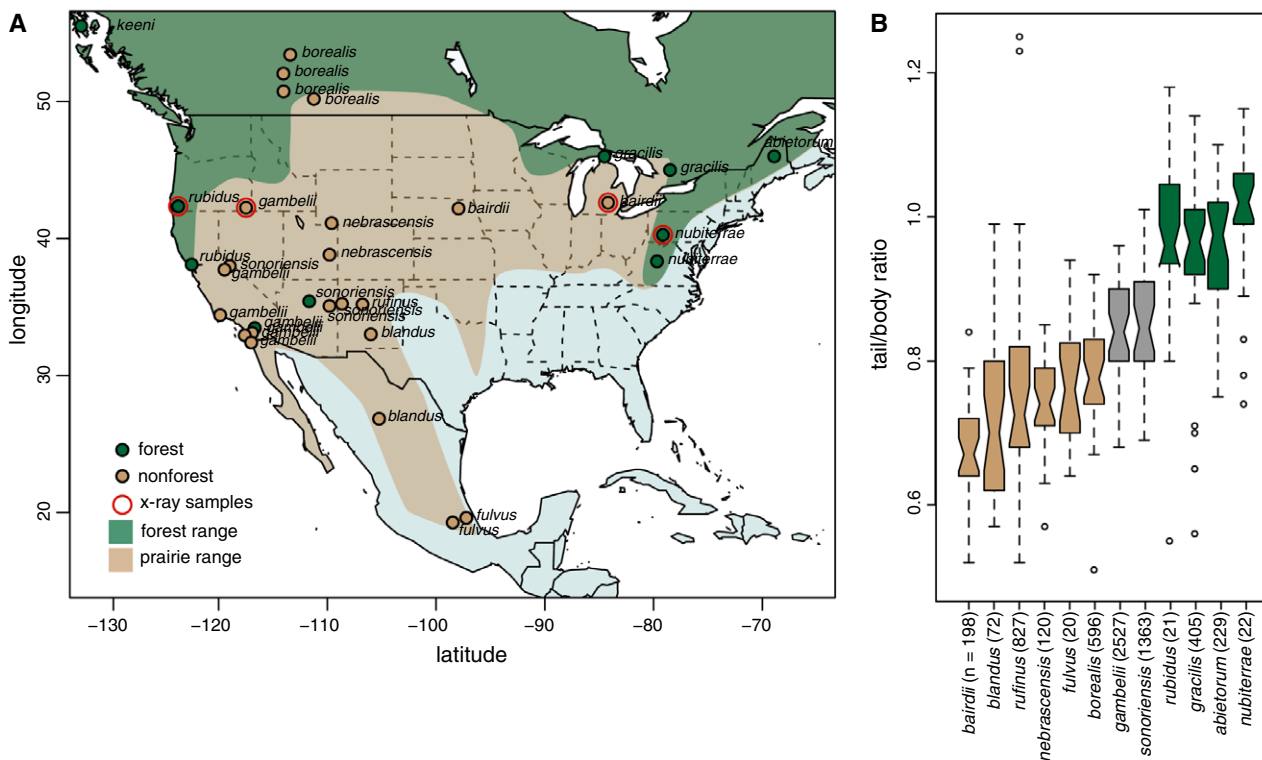 A
keeni
borealis
borealis
borealis
borealis
abietorum
gracilis
gracilis
rubidus
gambelii
bairdii
bairdii
nebrascensis
nubiterrae
nebrascensis
nubiterrae
rubidus
sonoriensis
gambelii
sonoriensis
rufinus
sonoriensis
sonoriensis
gambelii
gambelii
gambelii
gambelii
gambelii
blandus
blandus
fulvus
fulvus
forest
nonforest
x-ray samples
forest range
prairie range
50
40
30
20
longitude
−130
−120
−110
−100
−90
−80
−70
latitude
B
1.2
1.0
0.8
0.6
tail/body ratio
bairdii (n = 198)
blandus (72)
rufinus (827)
nebrascensis (120)
fulvus (20)
borealis (596)
gambelii (2527)
sonoriensis (1363)
rubidus (21)
gracilis (405)
abietorum (229)
nubiterrae (22)